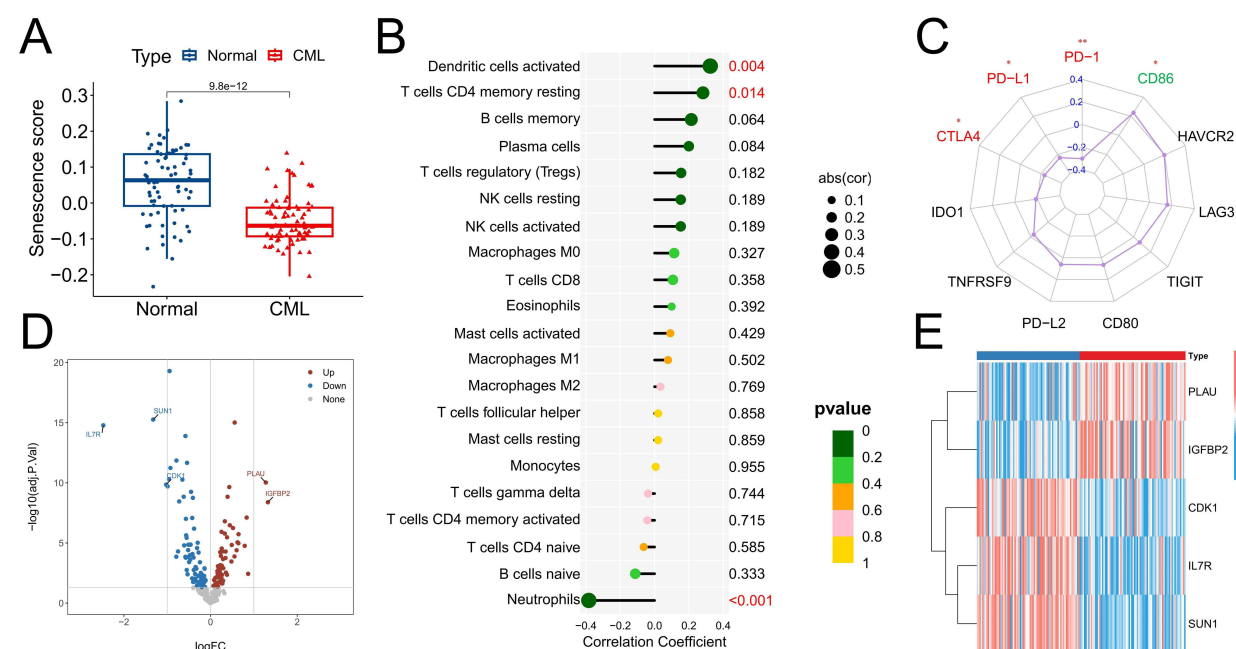 A
Type Normal CML
9.8e−12
Senescence score
0.3
0.2
0.1
0.0
−0.1
−0.2
Normal CML
B
Dendritic cells activated 0.004
T cells CD4 memory resting 0.014
B cells memory 0.064
Plasma cells 0.084
T cells regulatory (Tregs) 0.182
NK cells resting 0.189
NK cells activated 0.189
Macrophages M0 0.327
T cells CD8 0.358
Eosinophils 0.392
Mast cells activated 0.429
Macrophages M1 0.502
Macrophages M2 0.769
T cells follicular helper 0.858
Mast cells resting 0.859
Monocytes 0.955
T cells gamma delta 0.744
T cells CD4 memory activated 0.715
T cells CD4 naive 0.585
B cells naive 0.333
Neutrophils <0.001
−0.4 −0.2 0.0 0.2 0.4
Correlation Coefficient
abs(cor)
0.1
0.2
0.3
0.4
0.5
pvalue
0
0.2
0.4
0.6
0.8
1
C
**
PD−1
*
PD−L1
*
CD86
*
CTLA4
HAVCR2
IDO1
LAG3
TNFRSF9
TIGIT
PD−L2
CD80
0.4
0.2
0
−0.2
−0.4
D
20
15
10
5
0
−log10(adj.P.Val)
Up
Down
None
SUN1
IL7R
CDK1
PLAU
IGFBP2
−2 0 2
logFC
E
Type
PLAU
IGFBP2
CDK1
IL7R
SUN1